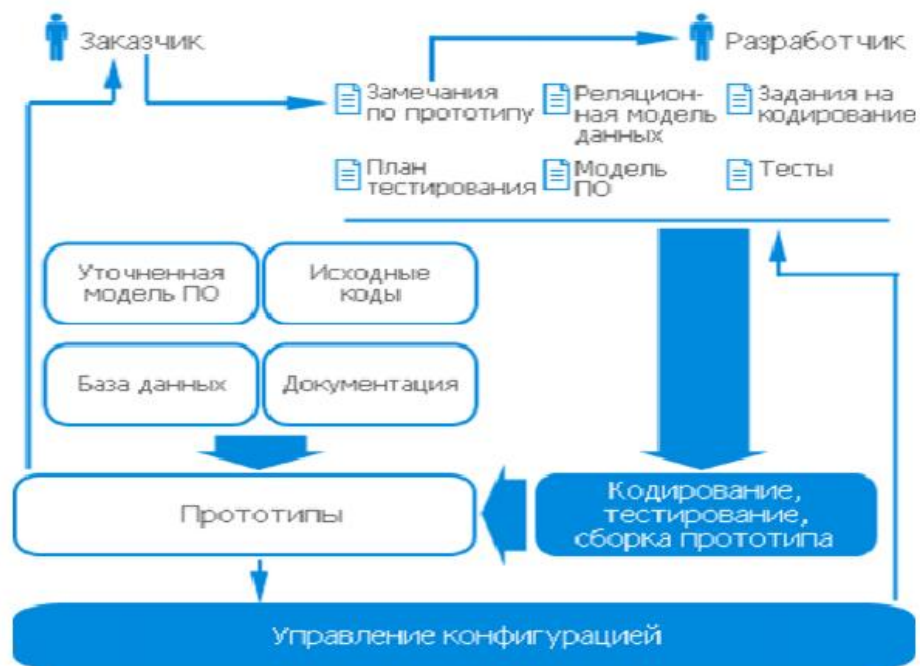 Заказчик
Разработчик
Замечания
по прототипу
Реляцион-
ная модель
данных
Задания на
кодирование
План
тестирования
Модель
ПО
Тесты
Уточненная
модель ПО
Исходные
коды
База данных
Документация
Прототипы
Кодирование,
тестирование,
сборка прототипа
Управление конфигурацией